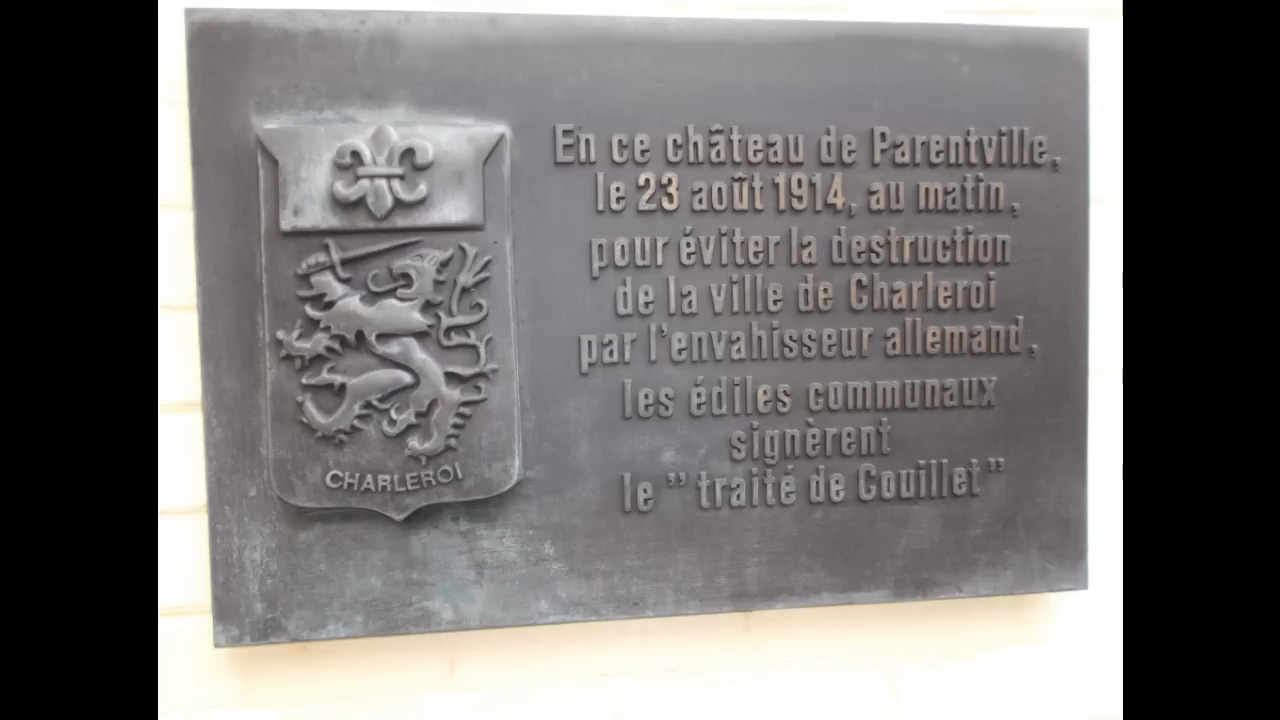 CHARLEROI
En ce château de Parentville,
le 23 août 1914, au matin,
pour éviter la destruction
de la ville de Charleroi
par l'envahisseur allemand,
les édiles communaux
signèrent
le " traité de Couillet "